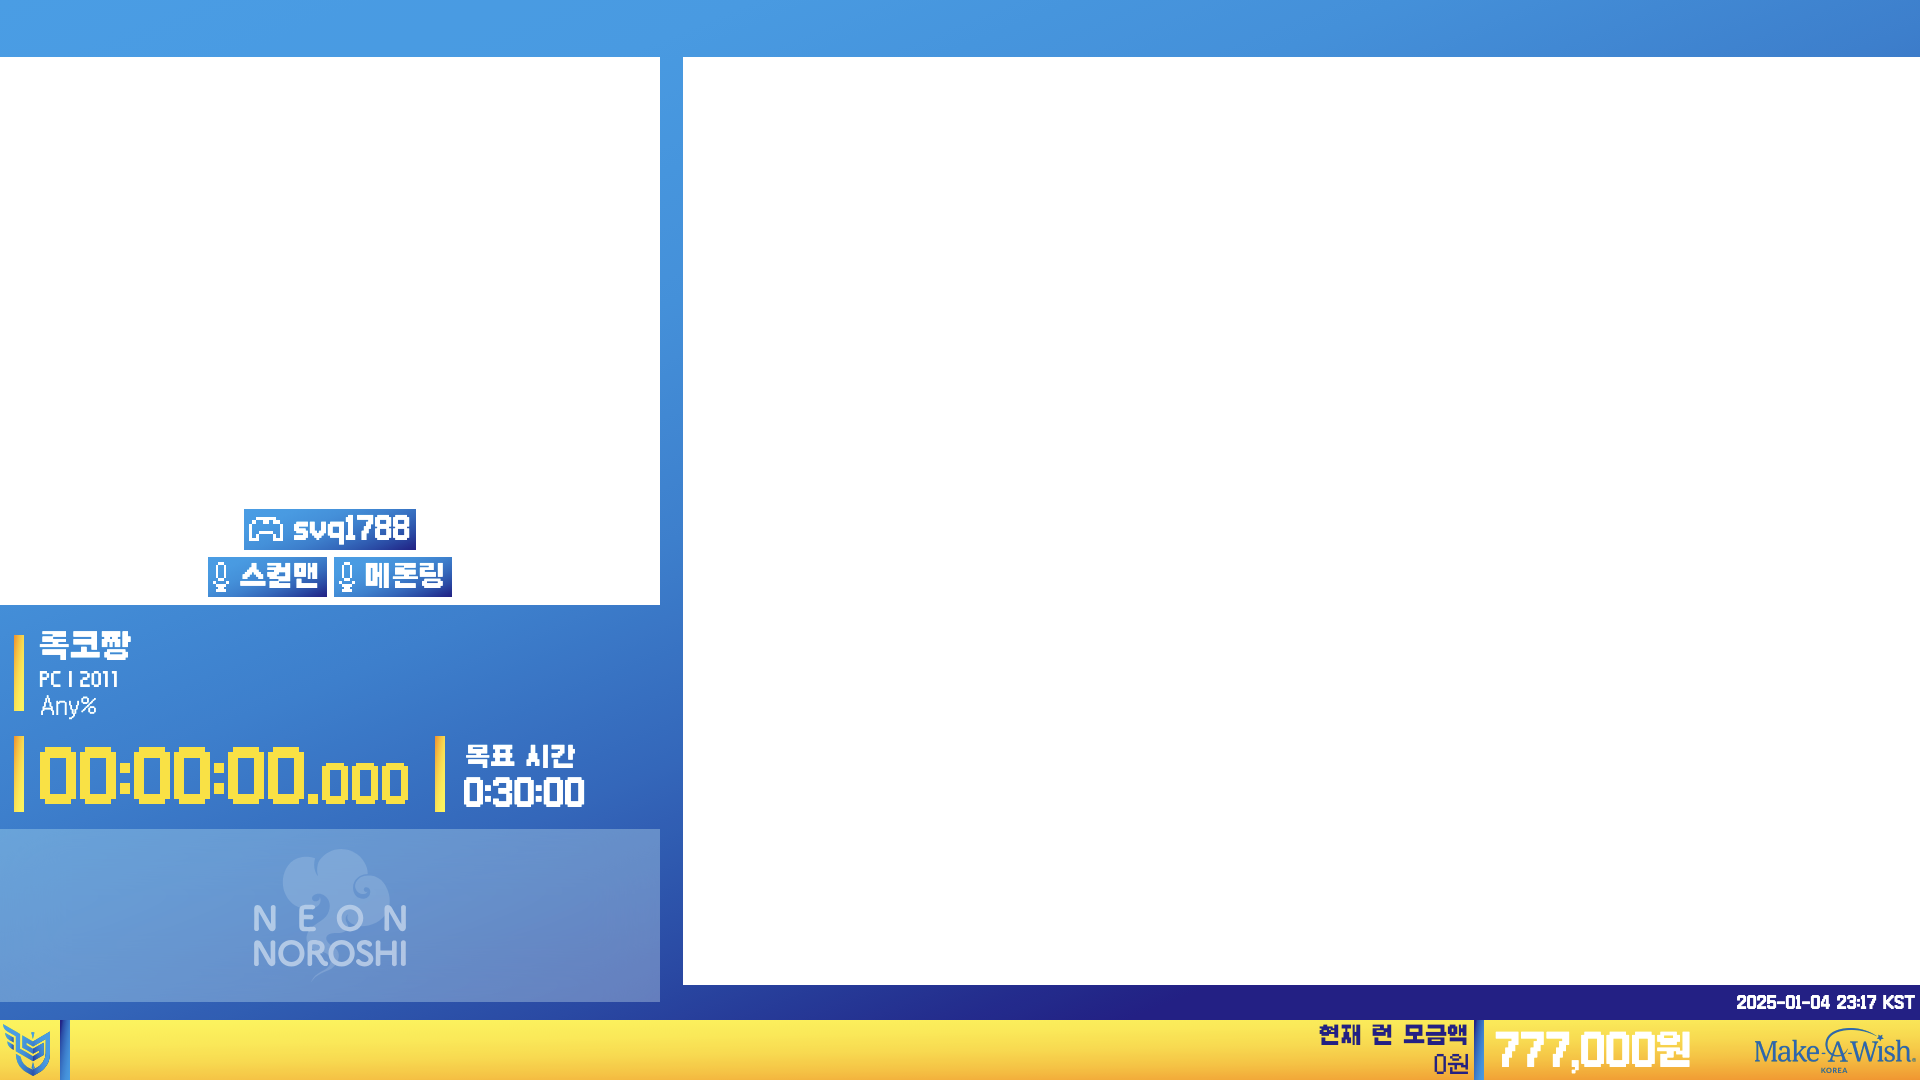 svq1788
스컬맨 메론링
록코짱
PC | 2011
Any%
00:00:00.000
목표 시간
0:30:00
NEON
NOROSHI
2025-01-04 23:17 KST
현재 런 모금액
0원
777,000원
Make-A-Wish.
KOREA